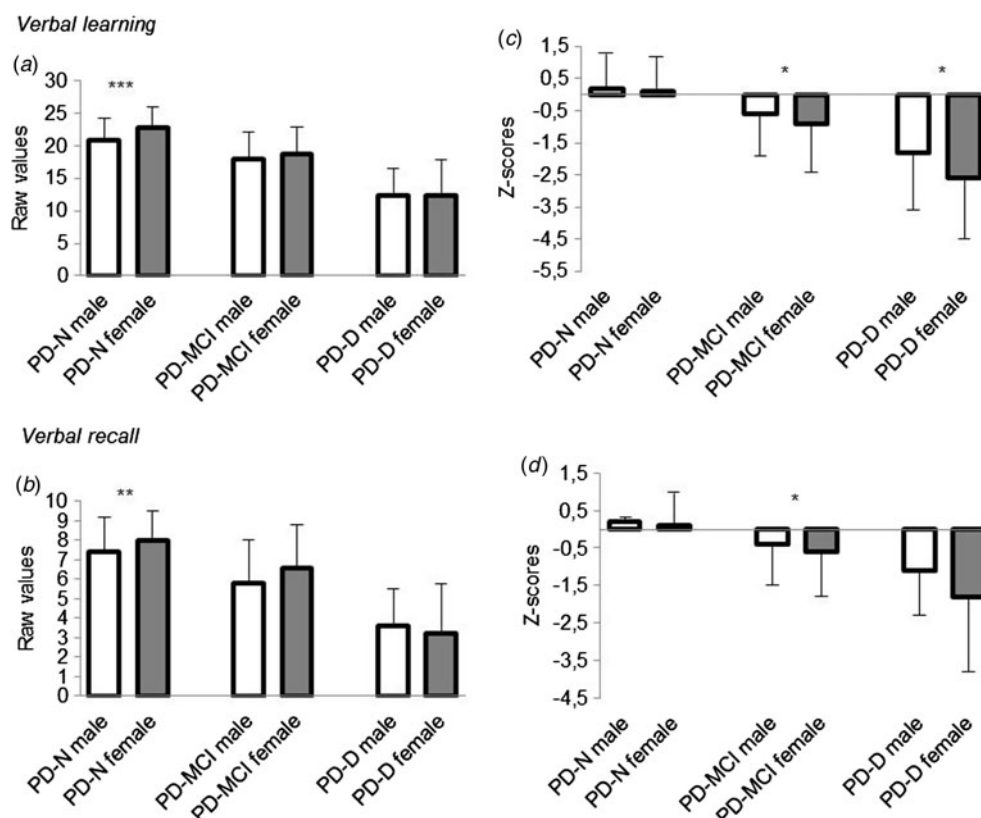 Verbal learning
(a)
***
30
25
20
15
10
5
0
Raw values
PD-N male
PD-N female
PD-MCI male
PD-MCI female
PD-D male
PD-D female
(c)
1,5
0,5
-0,5
-1,5
-2,5
-3,5
-4,5
-5,5
Z-scores
*
*
PD-N male
PD-N female
PD-MCI male
PD-MCI female
PD-D male
PD-D female
Verbal recall
(b)
**
10
9
8
7
6
5
4
3
2
1
0
Raw values
PD-N male
PD-N female
PD-MCI male
PD-MCI female
PD-D male
PD-D female
(d)
1,5
0,5
-0,5
-1,5
-2,5
-3,5
-4,5
Z-scores
*
PD-N male
PD-N female
PD-MCI male
PD-MCI female
PD-D male
PD-D female